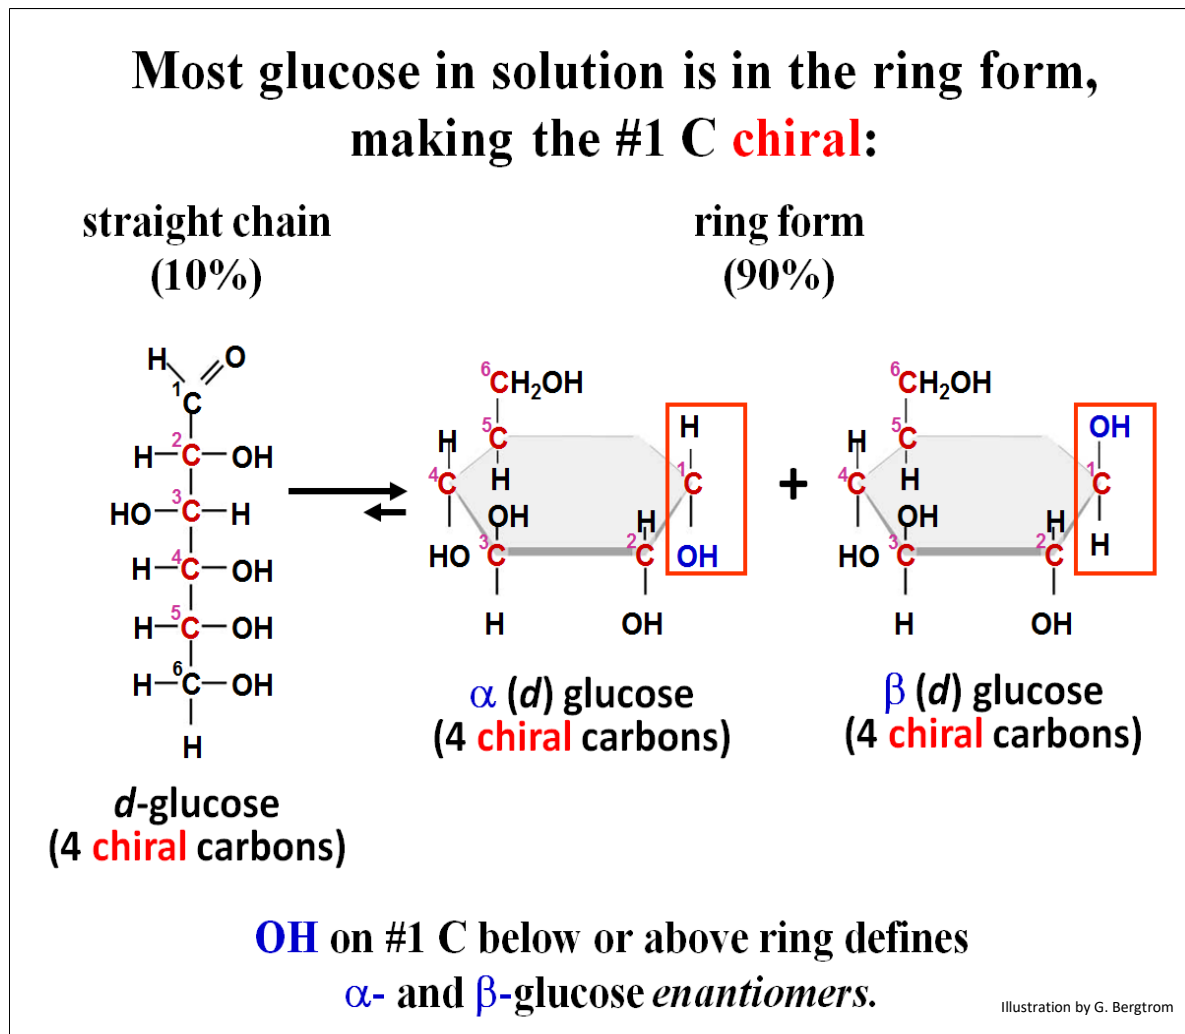 Most glucose in solution is in the ring form,
making the #1 C chiral:
straight chain
(10%)
ring form
(90%)
H O
1
C
2
H C OH
3
HO C H
4
H C OH
5
H C OH
6
H C OH
H
d-glucose
(4 chiral carbons)
6
CH₂OH
5
H C H
4 1
C H C
OH H
HO 3 C 2 C OH
H OH
α (d) glucose
(4 chiral carbons)
+
6
CH₂OH
5
H C OH
4 1
C H C
OH H
HO 3 C 2 C H
H OH
β (d) glucose
(4 chiral carbons)
OH on #1 C below or above ring defines
α- and β-glucose enantiomers.
Illustration by G. Bergtrom